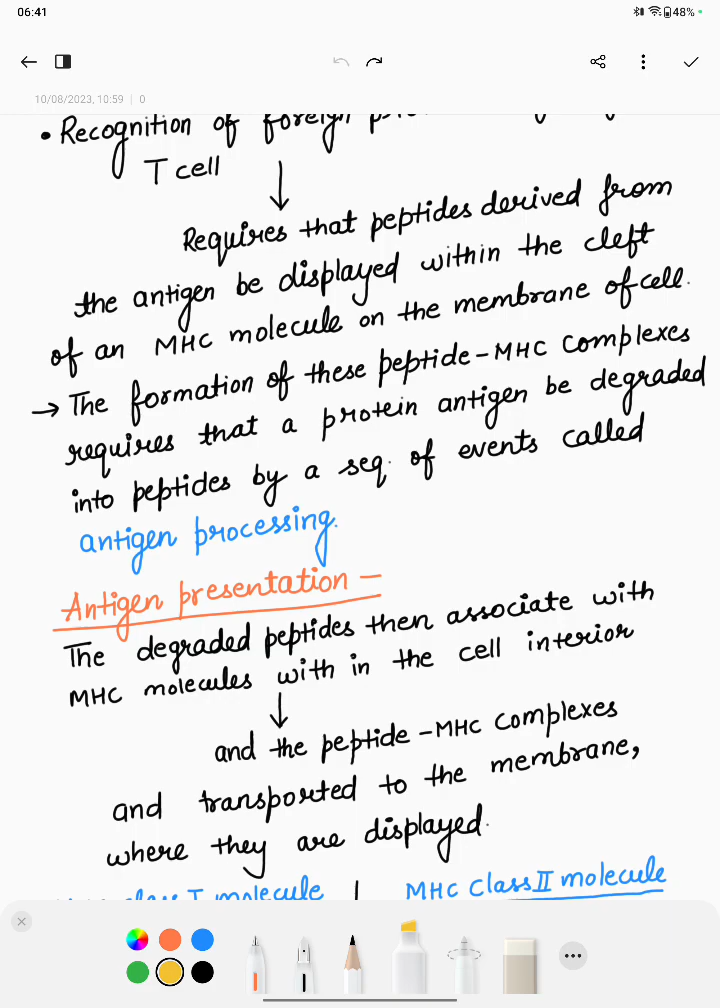 06:41
48%
10/08/2023, 10:59 | 0
• Recognition of foreign
T cell
↓
Requires that peptides derived from
the antigen be displayed within the cleft
of an MHC molecule on the membrane of cell.
→ The formation of these peptide-MHC complexes
requires that a protein antigen be degraded
into peptides by a seq. of events called
antigen processing.
Antigen presentation —
The degraded peptides then associate with
MHC molecules with in the cell interior
↓
and the peptide-MHC complexes
and transported to the membrane,
where they are displayed.
class I molecule | MHC Class II molecule